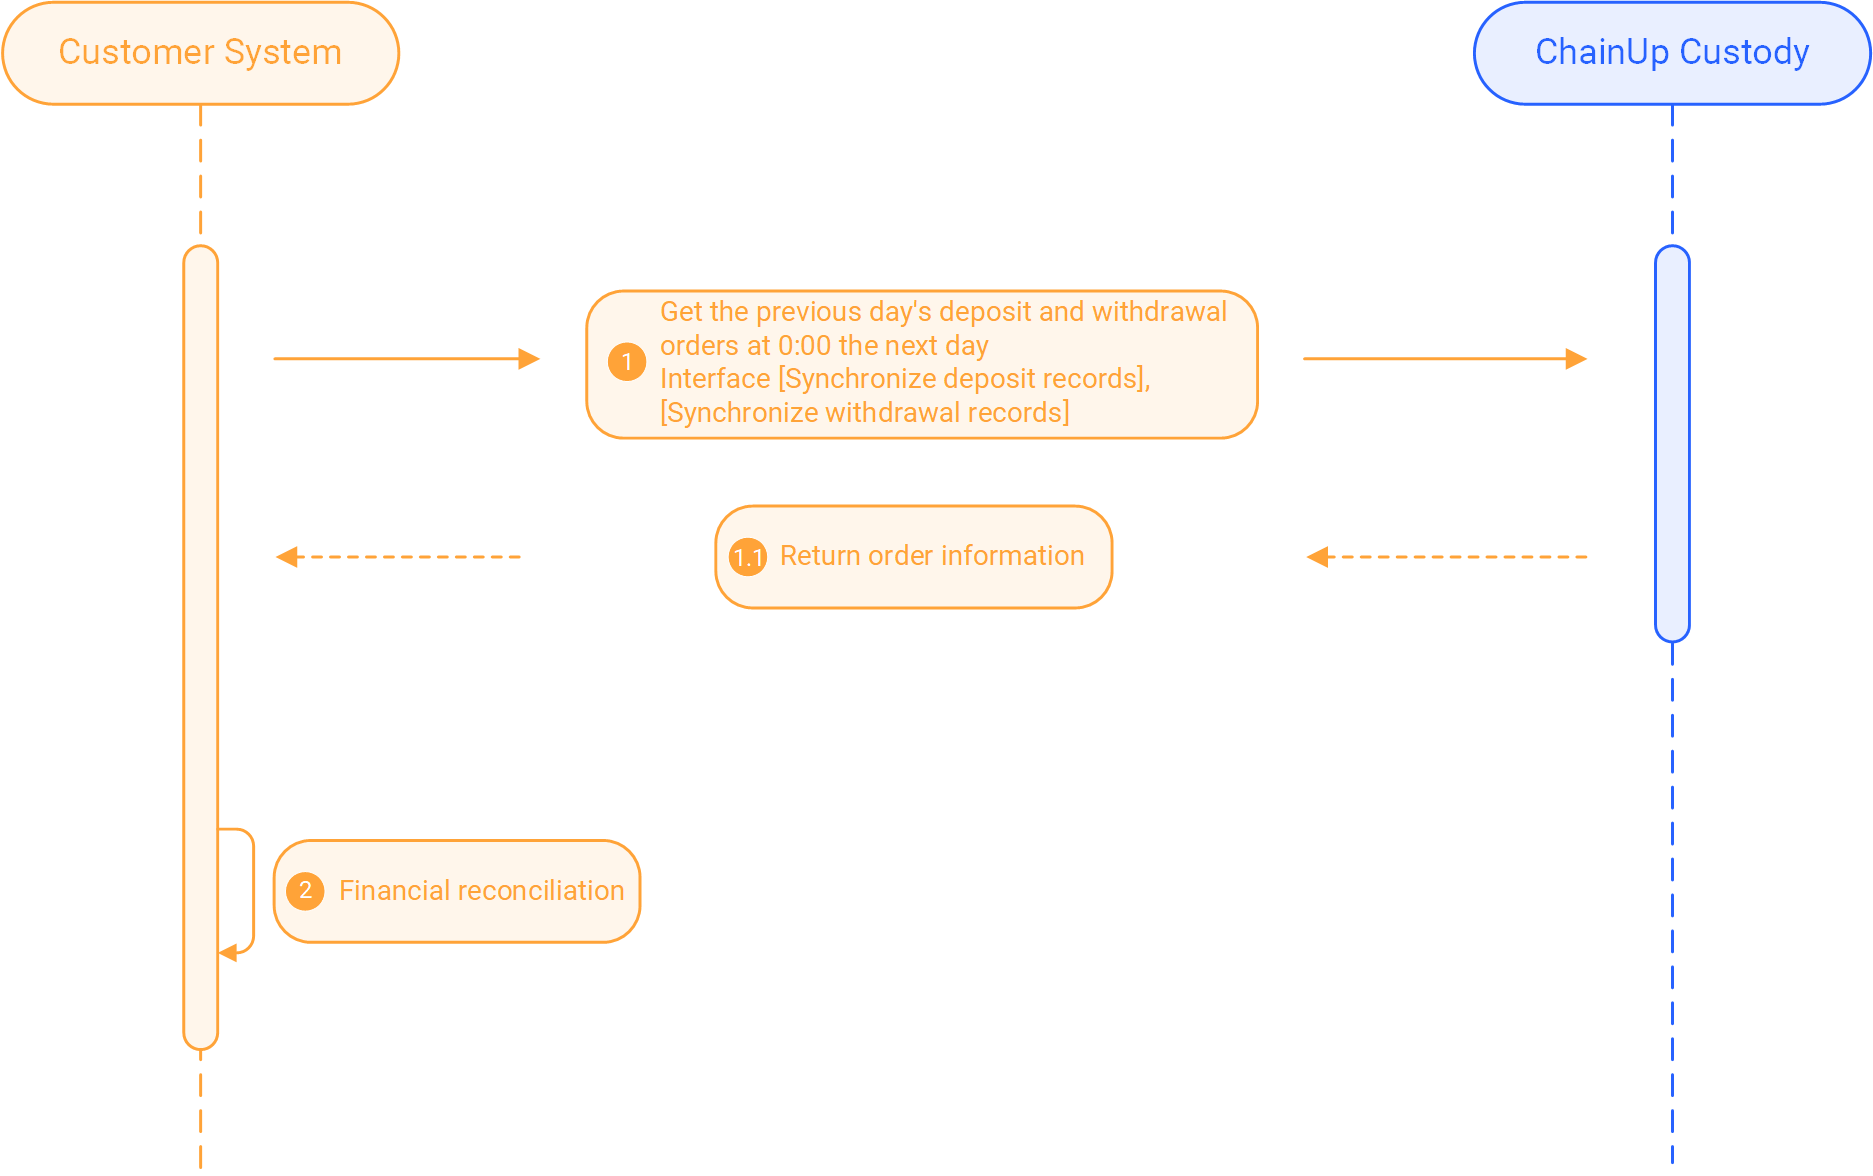 Customer System
ChainUp Custody
1
Get the previous day's deposit and withdrawal
orders at 0:00 the next day
Interface [Synchronize deposit records],
[Synchronize withdrawal records]
1.1 Return order information
2 Financial reconciliation